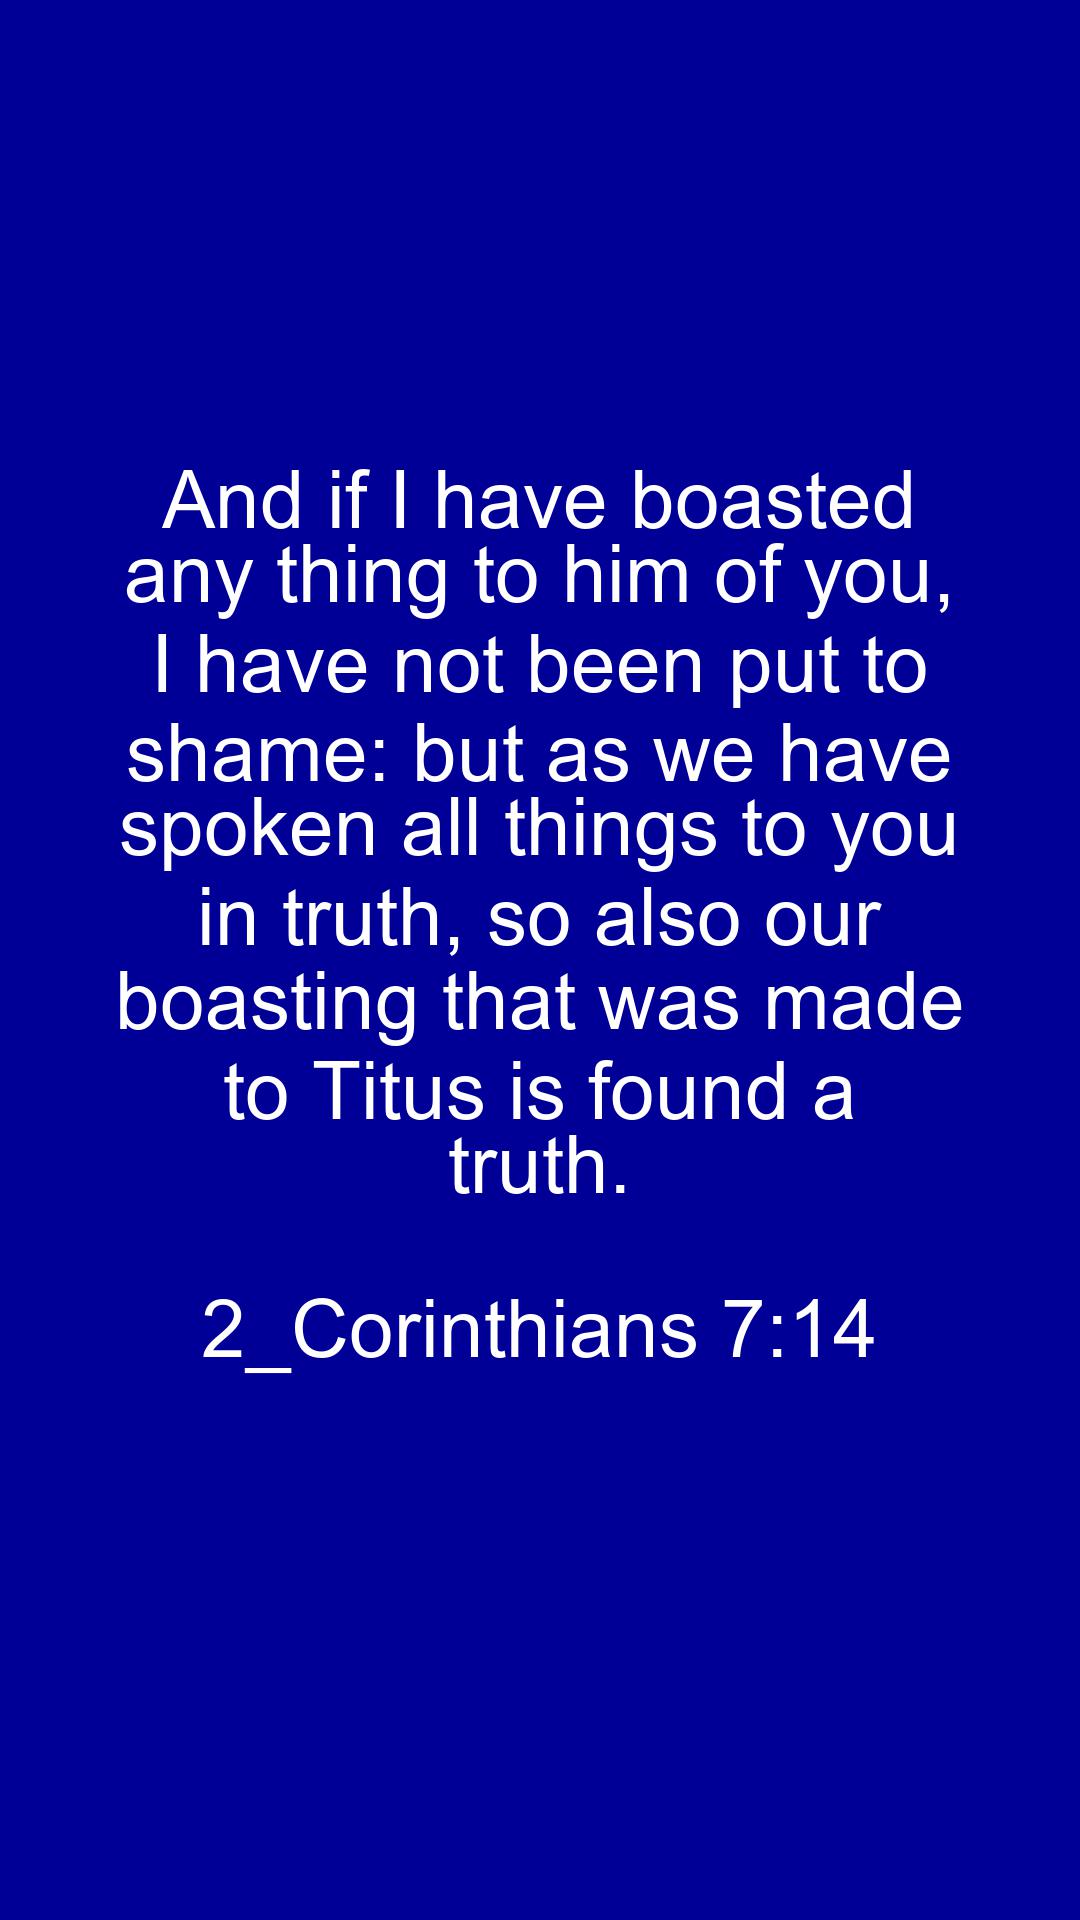 And if I have boasted
any thing to him of you,
I have not been put to
shame: but as we have
spoken all things to you
in truth, so also our
boasting that was made
to Titus is found a
truth.
2_Corinthians 7:14